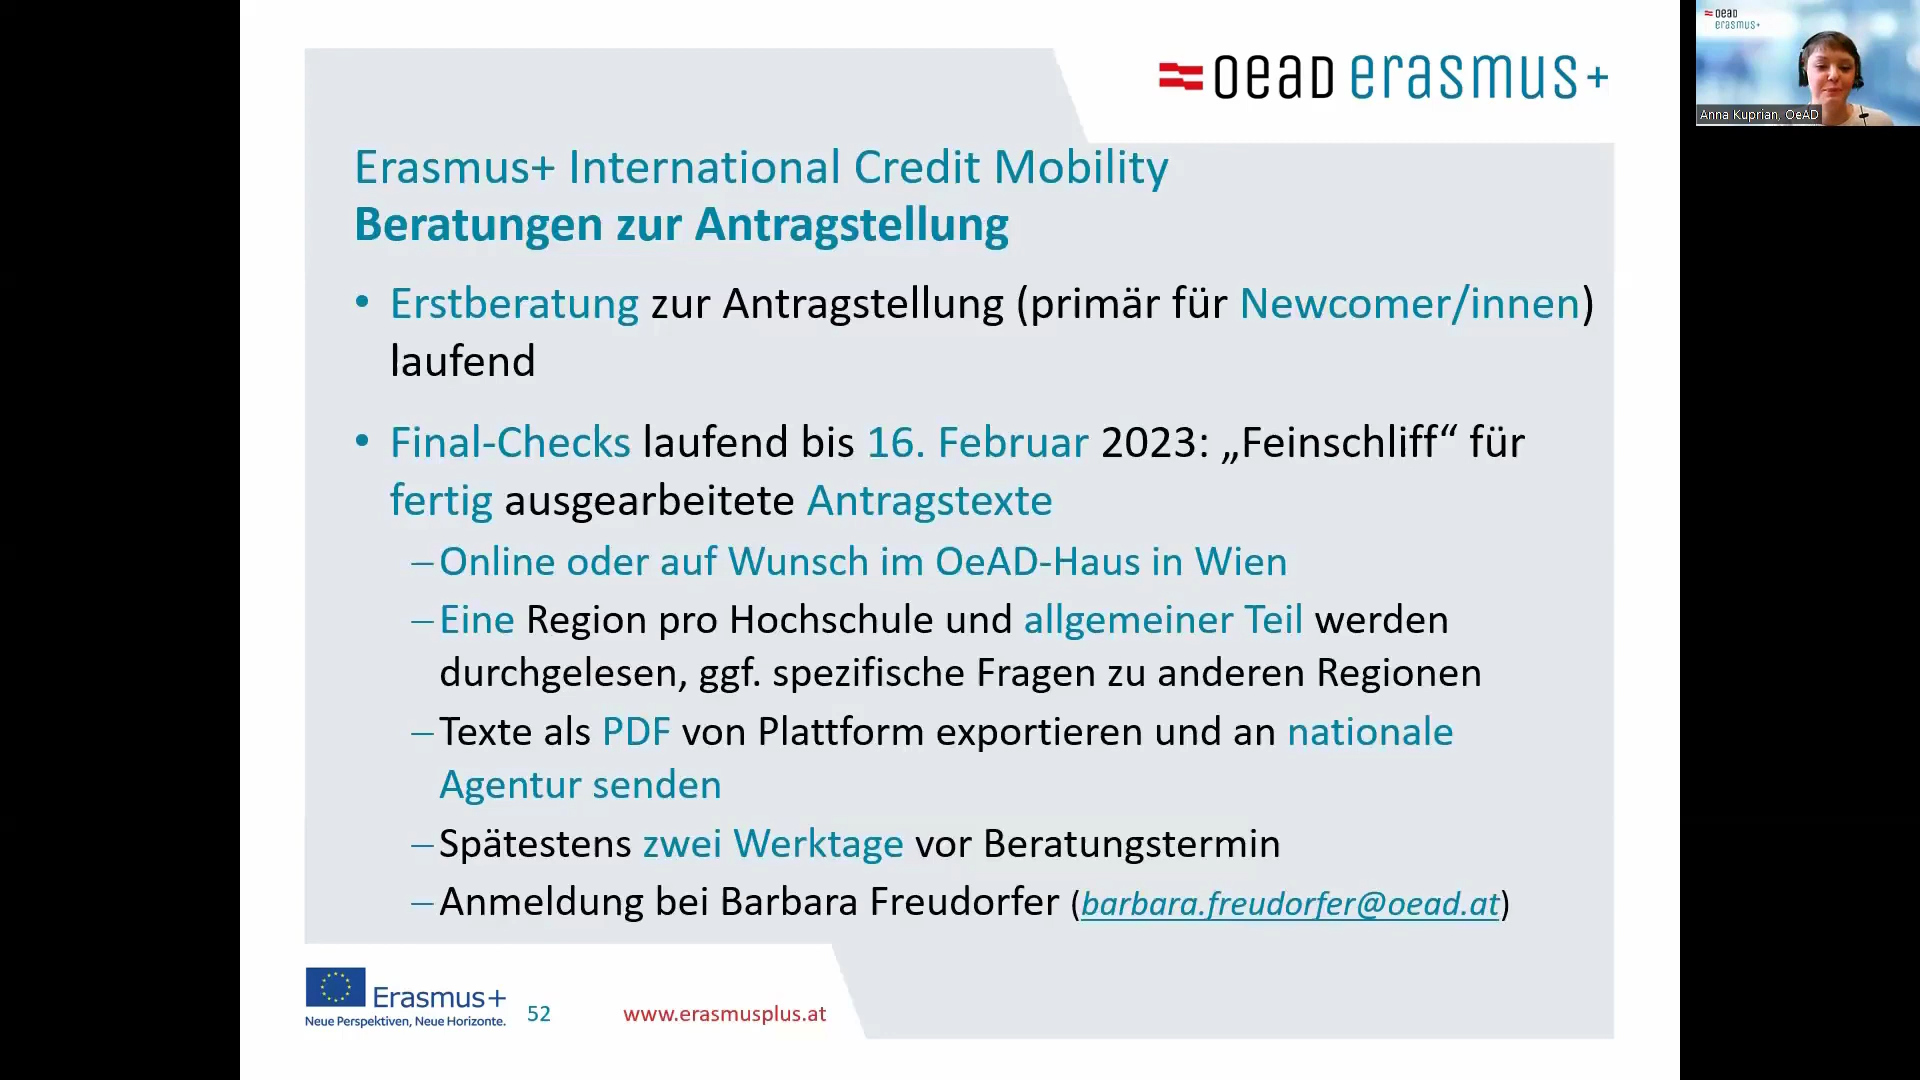 oead erasmus+
oead
erasmus+
Anna Kuprian, OeAD
Erasmus+ International Credit Mobility
Beratungen zur Antragstellung
• Erstberatung zur Antragstellung (primär für Newcomer/innen)
laufend
• Final-Checks laufend bis 16. Februar 2023: „Feinschliff“ für
fertig ausgearbeitete Antragstexte
–Online oder auf Wunsch im OeAD-Haus in Wien
–Eine Region pro Hochschule und allgemeiner Teil werden
durchgelesen, ggf. spezifische Fragen zu anderen Regionen
–Texte als PDF von Plattform exportieren und an nationale
Agentur senden
–Spätestens zwei Werktage vor Beratungstermin
–Anmeldung bei Barbara Freudorfer (barbara.freudorfer@oead.at)
Erasmus+
Neue Perspektiven, Neue Horizonte.
52
www.erasmusplus.at